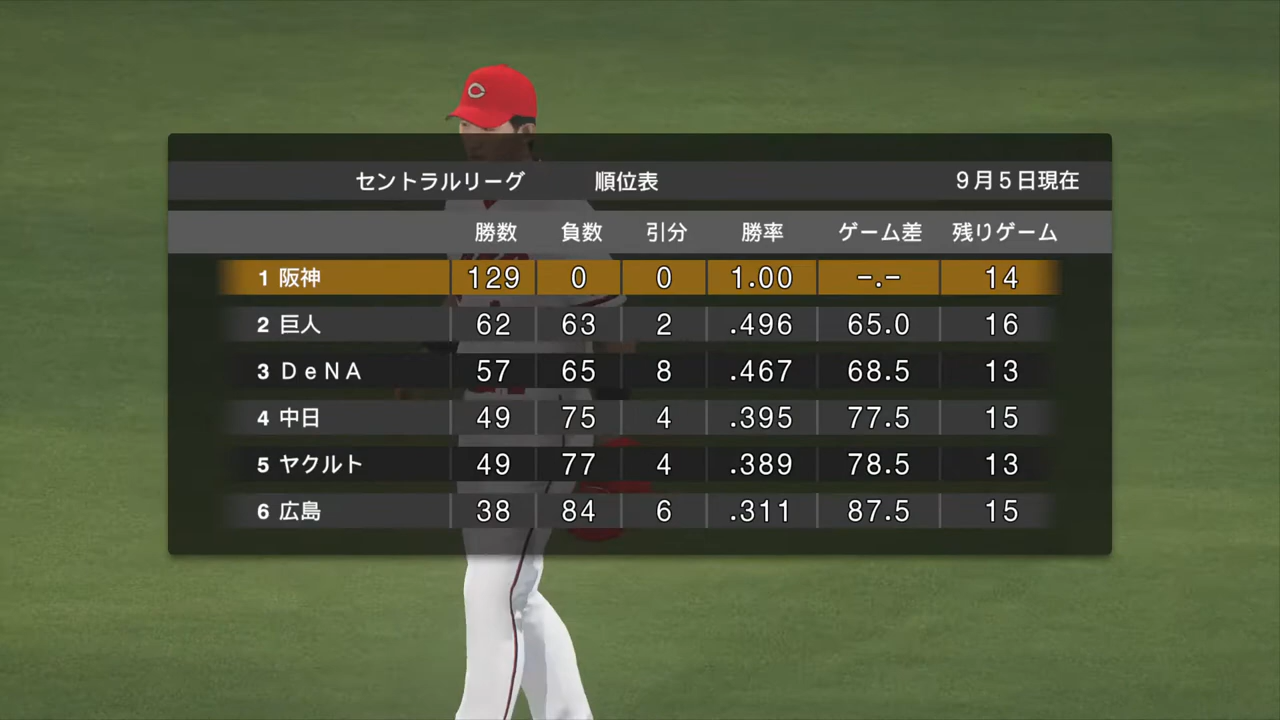 セントラルリーグ 順位表 9月5日現在
勝数 負数 引分 勝率 ゲーム差 残りゲーム
1 阪神 129 0 0 1.00 -.- 14
2 巨人 62 63 2 .496 65.0 16
3 DeNA 57 65 8 .467 68.5 13
4 中日 49 75 4 .395 77.5 15
5 ヤクルト 49 77 4 .389 78.5 13
6 広島 38 84 6 .311 87.5 15